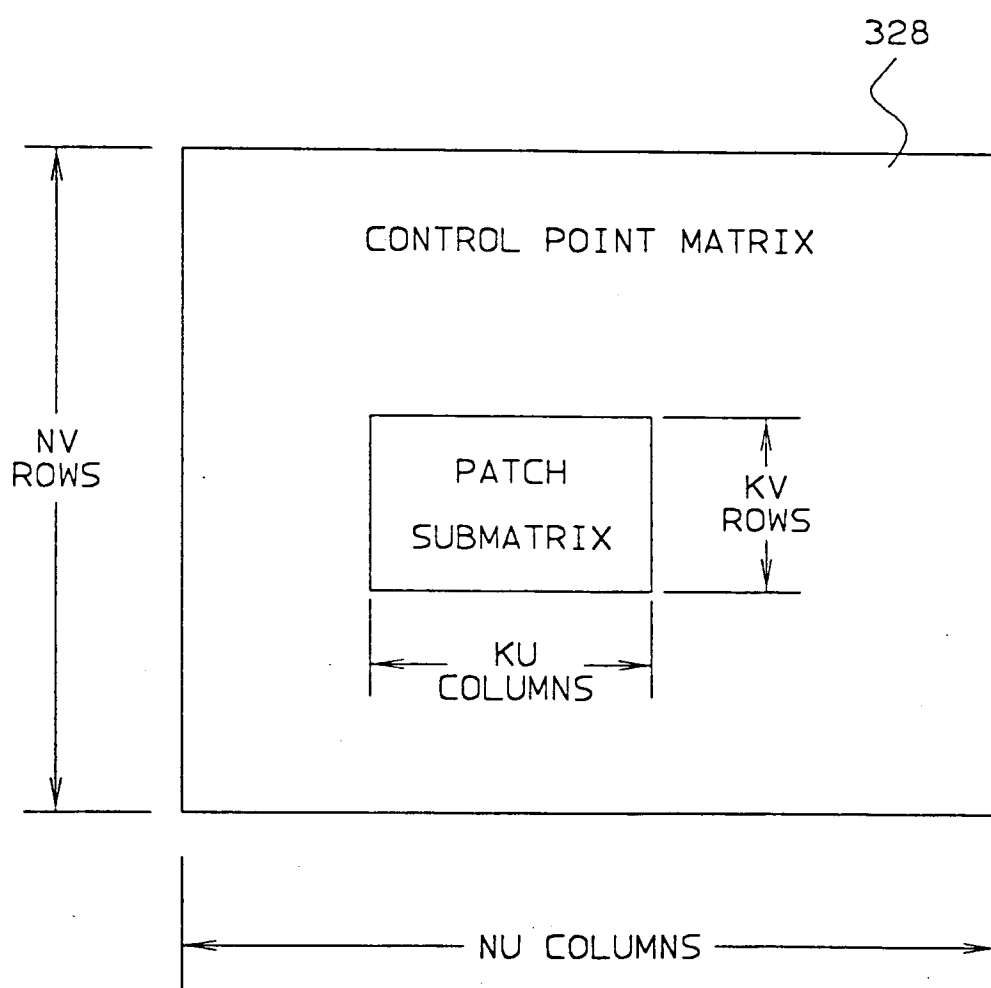 328
CONTROL POINT MATRIX
NV
ROWS
PATCH
SUBMATRIX
KV
ROWS
KU
COLUMNS
NU COLUMNS